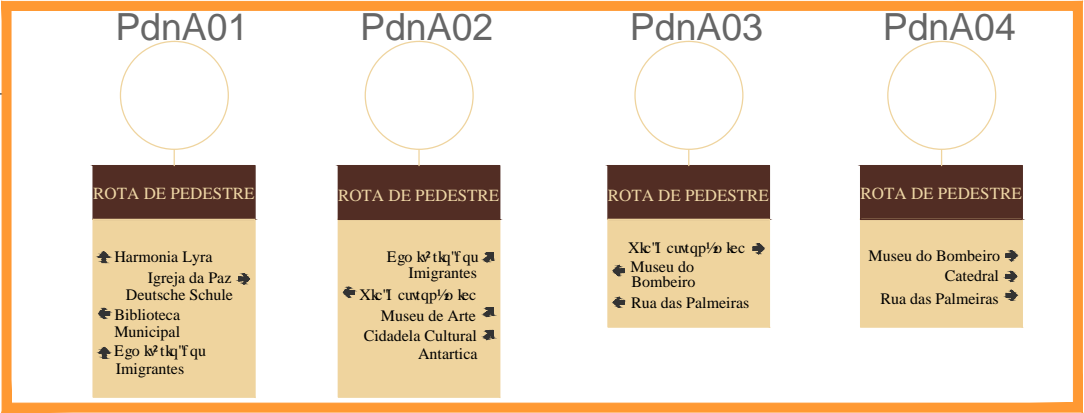 PdnA01
PdnA02
PdnA03
PdnA04
ROTA DE PEDESTRE
Harmonia Lyra
Igreja da Paz
Deutsche Schule
Biblioteca
Municipal
Imigrantes
ROTA DE PEDESTRE
Imigrantes
Museu de Arte
Cidadela Cultural
Antartica
ROTA DE PEDESTRE
Museu do
Bombeiro
Rua das Palmeiras
ROTA DE PEDESTRE
Museu do Bombeiro
Catedral
Rua das Palmeiras